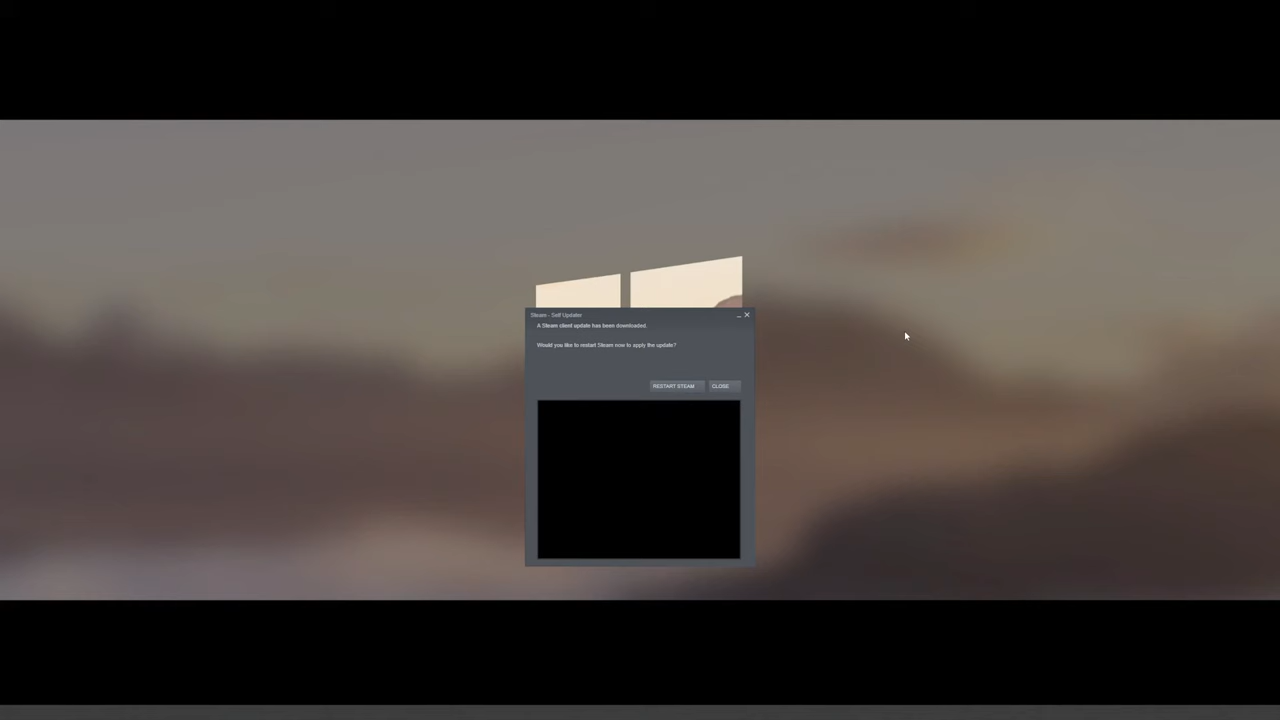 Steam - Self Updater
A Steam client update has been downloaded.
Would you like to restart Steam now to apply the update?
RESTART STEAM
CLOSE